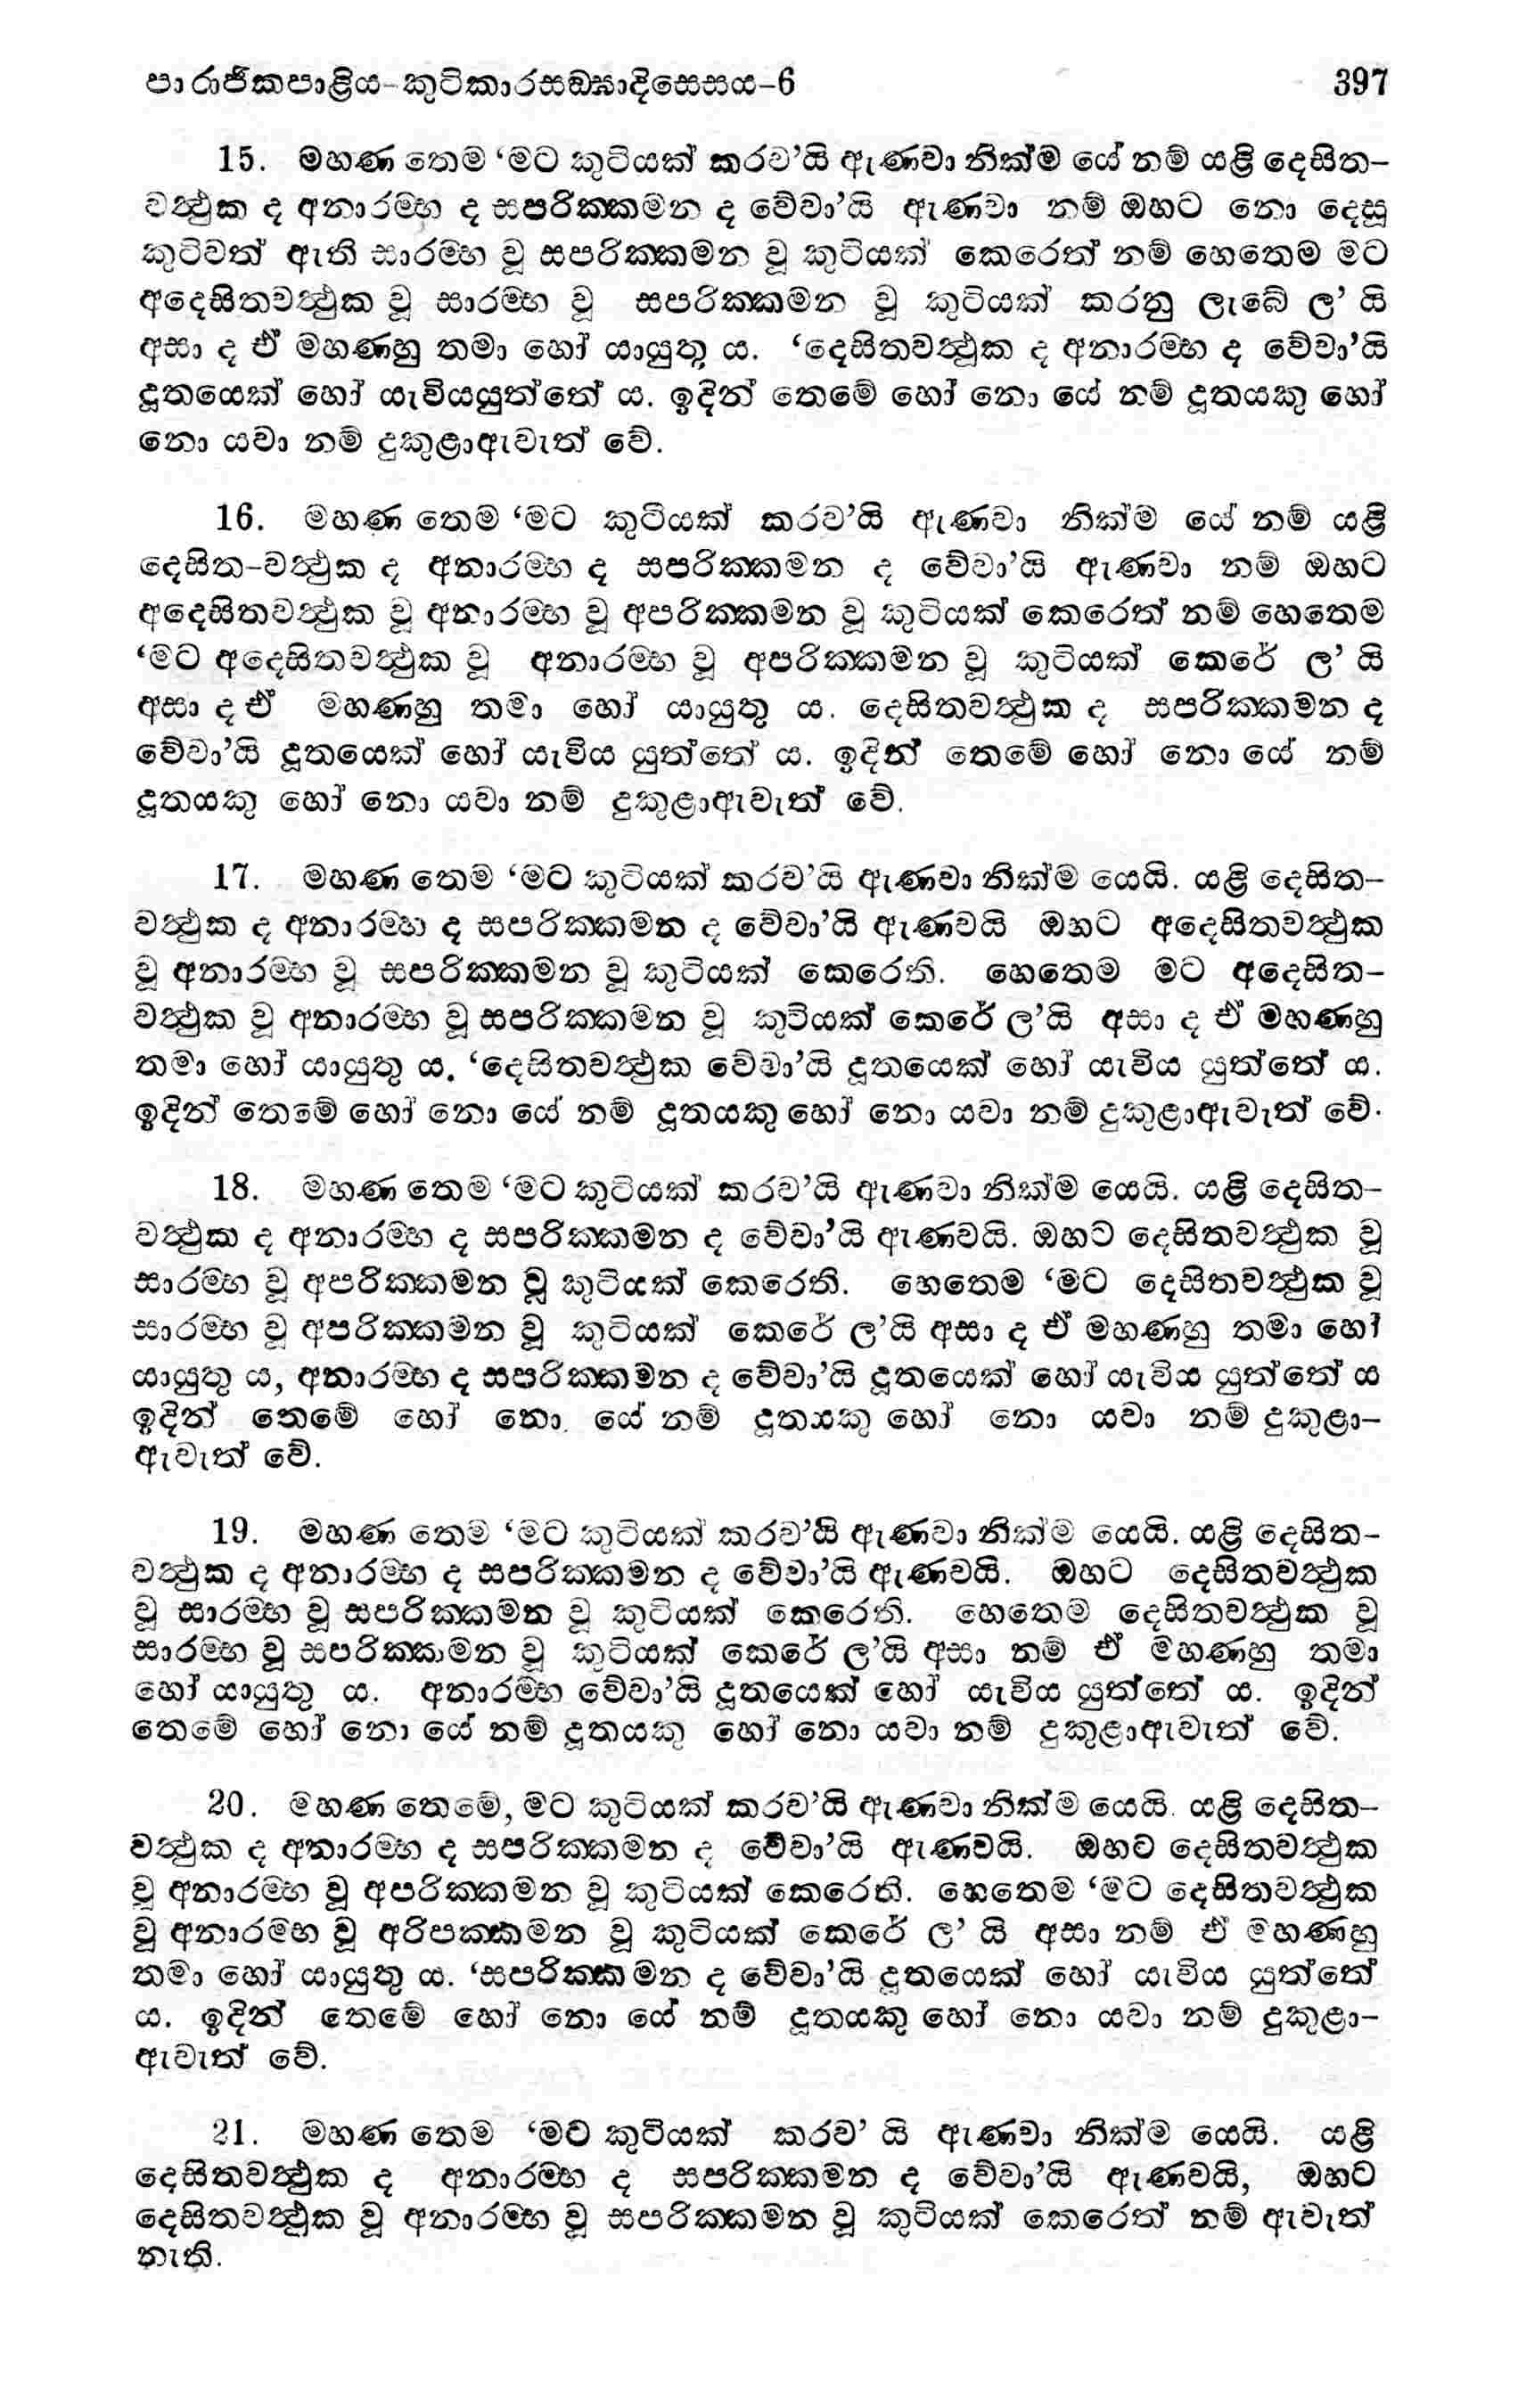 පාරාජිකපාළිය-කුටිකාරසඞ්ඝාදිසෙසය-6 397
15. මහණ තෙම ‘මට කුටියක් කරව’යි ඇණවා නික්ම යේ නම් යළි දෙසිත-
වත්‍ථුක ද අනාරම්භ ද සපරික්කමන ද වේවා’යි ඇණවා නම් ඔහට නො දෙසූ
කුටිවත් ඇති සාරම්භ වූ සපරික්කමන වූ කුටියක් කෙරෙත් නම් හෙතෙම මට
අදෙසිතවත්‍ථුක වූ සාරම්භ වූ සපරික්කමන වූ කුටියක් කරනු ලැබේ ල’ යි
අසා ද ඒ මහණහු තමා හෝ යායුතු ය. ‘දෙසිතවත්‍ථුක ද අනාරම්භ ද වේවා’යි
දූතයෙක් හෝ යැවියයුත්තේ ය. ඉදින් තෙමේ හෝ නො යේ නම් දූතයකු හෝ
නො යවා නම් දුකුළාඇවැත් වේ.
16. මහණ තෙම ‘මට කුටියක් කරව’යි ඇණවා නික්ම යේ නම් යළි
දෙසිත-වත්‍ථුක ද අනාරම්භ ද සපරික්කමන ද වේවා’යි ඇණවා නම් ඔහට
අදෙසිතවත්‍ථුක වූ අනාරම්භ වූ අපරික්කමන වූ කුටියක් කෙරෙත් නම් හෙතෙම
‘මට අදෙසිතවත්‍ථුක වූ අනාරම්භ වූ අපරික්කමන වූ කුටියක් කෙරේ ල’ යි
අසා ද ඒ මහණහු තමා හෝ යායුතු ය. දෙසිතවත්‍ථුක ද සපරික්කමන ද
වේවා’යි දූතයෙක් හෝ යැවිය යුත්තේ ය. ඉදින් තෙමේ හෝ නො යේ නම්
දූතයකු හෝ නො යවා නම් දුකුළාඇවැත් වේ.
17. මහණ තෙම ‘මට කුටියක් කරව’යි ඇණවා නික්ම යෙයි. යළි දෙසිත-
වත්‍ථුක ද අනාරම්භ ද සපරික්කමන ද වේවා’යි ඇණවයි ඔහට අදෙසිතවත්‍ථුක
වූ අනාරම්භ වූ සපරික්කමන වූ කුටියක් කෙරෙති. හෙතෙම මට අදෙසිත-
වත්‍ථුක වූ අනාරම්භ වූ සපරික්කමන වූ කුටියක් කෙරේ ල’යි අසා ද ඒ මහණහු
තමා හෝ යායුතු ය. ‘දෙසිතවත්‍ථුක වේවා’යි දූතයෙක් හෝ යැවිය යුත්තේ ය.
ඉදින් තෙමේ හෝ නො යේ නම් දූතයකු හෝ නො යවා නම් දුකුළාඇවැත් වේ.
18. මහණ තෙම ‘මට කුටියක් කරව’යි ඇණවා නික්ම යෙයි. යළි දෙසිත-
වත්‍ථුක ද අනාරම්භ ද සපරික්කමන ද වේවා’යි ඇණවයි. ඔහට දෙසිතවත්‍ථුක වූ
සාරම්භ වූ අපරික්කමන වූ කුටියක් කෙරෙති. හෙතෙම ‘මට දෙසිතවත්‍ථුක වූ
සාරම්භ වූ අපරික්කමන වූ කුටියක් කෙරේ ල’යි අසා ද ඒ මහණහු තමා හෝ
යායුතු ය, අනාරම්භ ද සපරික්කමන ද වේවා’යි දූතයෙක් හෝ යැවිය යුත්තේ ය
ඉදින් තෙමේ හෝ නො යේ නම් දූතයකු හෝ නො යවා නම් දුකුළා-
ඇවැත් වේ.
19. මහණ තෙම ‘මට කුටියක් කරව’යි ඇණවා නික්ම යෙයි. යළි දෙසිත-
වත්‍ථුක ද අනාරම්භ ද සපරික්කමන ද වේවා’යි ඇණවයි. ඔහට දෙසිතවත්‍ථුක
වූ සාරම්භ වූ සපරික්කමන වූ කුටියක් කෙරෙති. හෙතෙම දෙසිතවත්‍ථුක වූ
සාරම්භ වූ සපරික්කාමන වූ කුටියක් කෙරේ ල’යි අසා නම් ඒ මහණහු තමා
හෝ යායුතු ය. අනාරම්භ වේවා’යි දූතයෙක් හෝ යැවිය යුත්තේ ය. ඉදින්
තෙමේ හෝ නො යේ නම් දූතයකු හෝ නො යවා නම් දුකුළාඇවැත් වේ.
20. මහණ තෙමේ, මට කුටියක් කරව’යි ඇණවා නික්ම යෙයි. යළි දෙසිත-
වත්‍ථුක ද අනාරම්භ ද සපරික්කමන ද වේවා’යි ඇණවයි. ඔහට දෙසිතවත්‍ථුක
වූ අනාරම්භ වූ අපරික්කමන වූ කුටියක් කෙරෙති. හෙතෙම ‘මට දෙසිතවත්‍ථුක
වූ අනාරම්භ වූ අරිපක්කමන වූ කුටියක් කෙරේ ල’ යි අසා නම් ඒ මහණහු
තමා හෝ යායුතු ය. ‘සපරික්කමන ද වේවා’යි දූතයෙක් හෝ යැවිය යුත්තේ
ය. ඉදින් තෙමේ හෝ නො යේ නම් දූතයකු හෝ නො යවා නම් දුකුළා-
ඇවැත් වේ.
21. මහණ තෙම ‘මට කුටියක් කරව’ යි ඇණවා නික්ම යෙයි. යළි
දෙසිතවත්‍ථුක ද අනාරම්භ ද සපරික්කමන ද වේවා’යි ඇණවයි, ඔහට
දෙසිතවත්‍ථුක වූ අනාරම්භ වූ සපරික්කමන වූ කුටියක් කෙරෙත් නම් ඇවැත්
නැති.